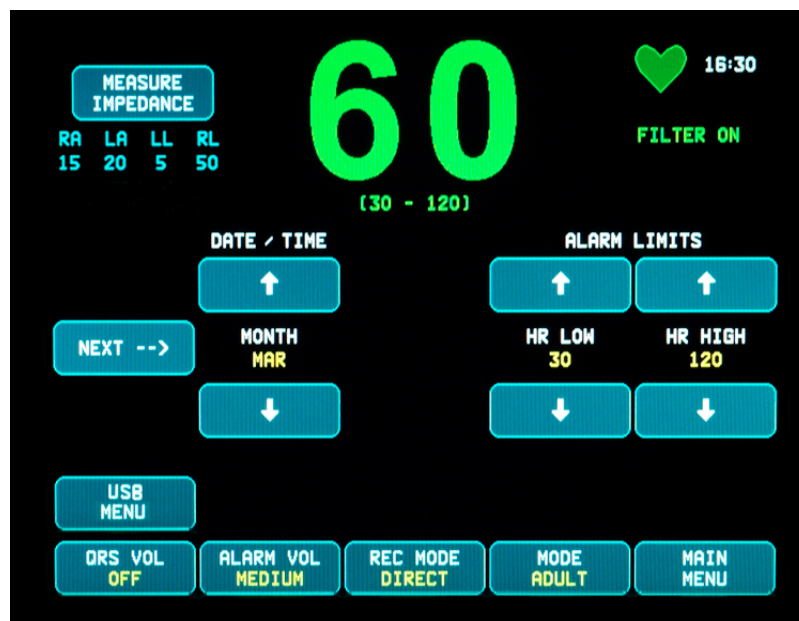 MEASURE
IMPEDANCE
RA LA LL RL
15 20 5 50
60
(30 - 120)
16:30
FILTER ON
DATE / TIME
ALARM LIMITS
NEXT -->
MONTH
MAR
HR LOW
30
HR HIGH
120
USB
MENU
QRS VOL
OFF
ALARM VOL
MEDIUM
REC MODE
DIRECT
MODE
ADULT
MAIN
MENU